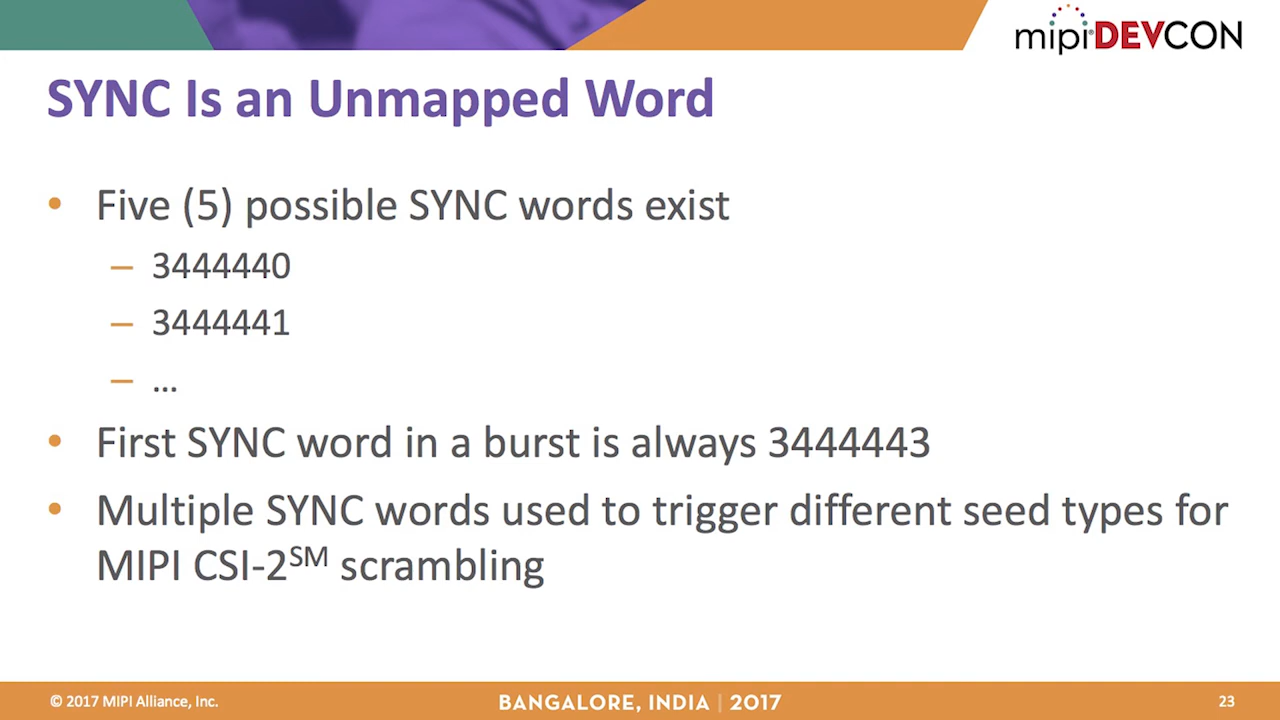 mipi DEVCON
SYNC Is an Unmapped Word
• Five (5) possible SYNC words exist
– 3444440
– 3444441
– …
• First SYNC word in a burst is always 3444443
• Multiple SYNC words used to trigger different seed types for
MIPI CSI-2SM scrambling
© 2017 MIPI Alliance, Inc.
BANGALORE, INDIA | 2017
23